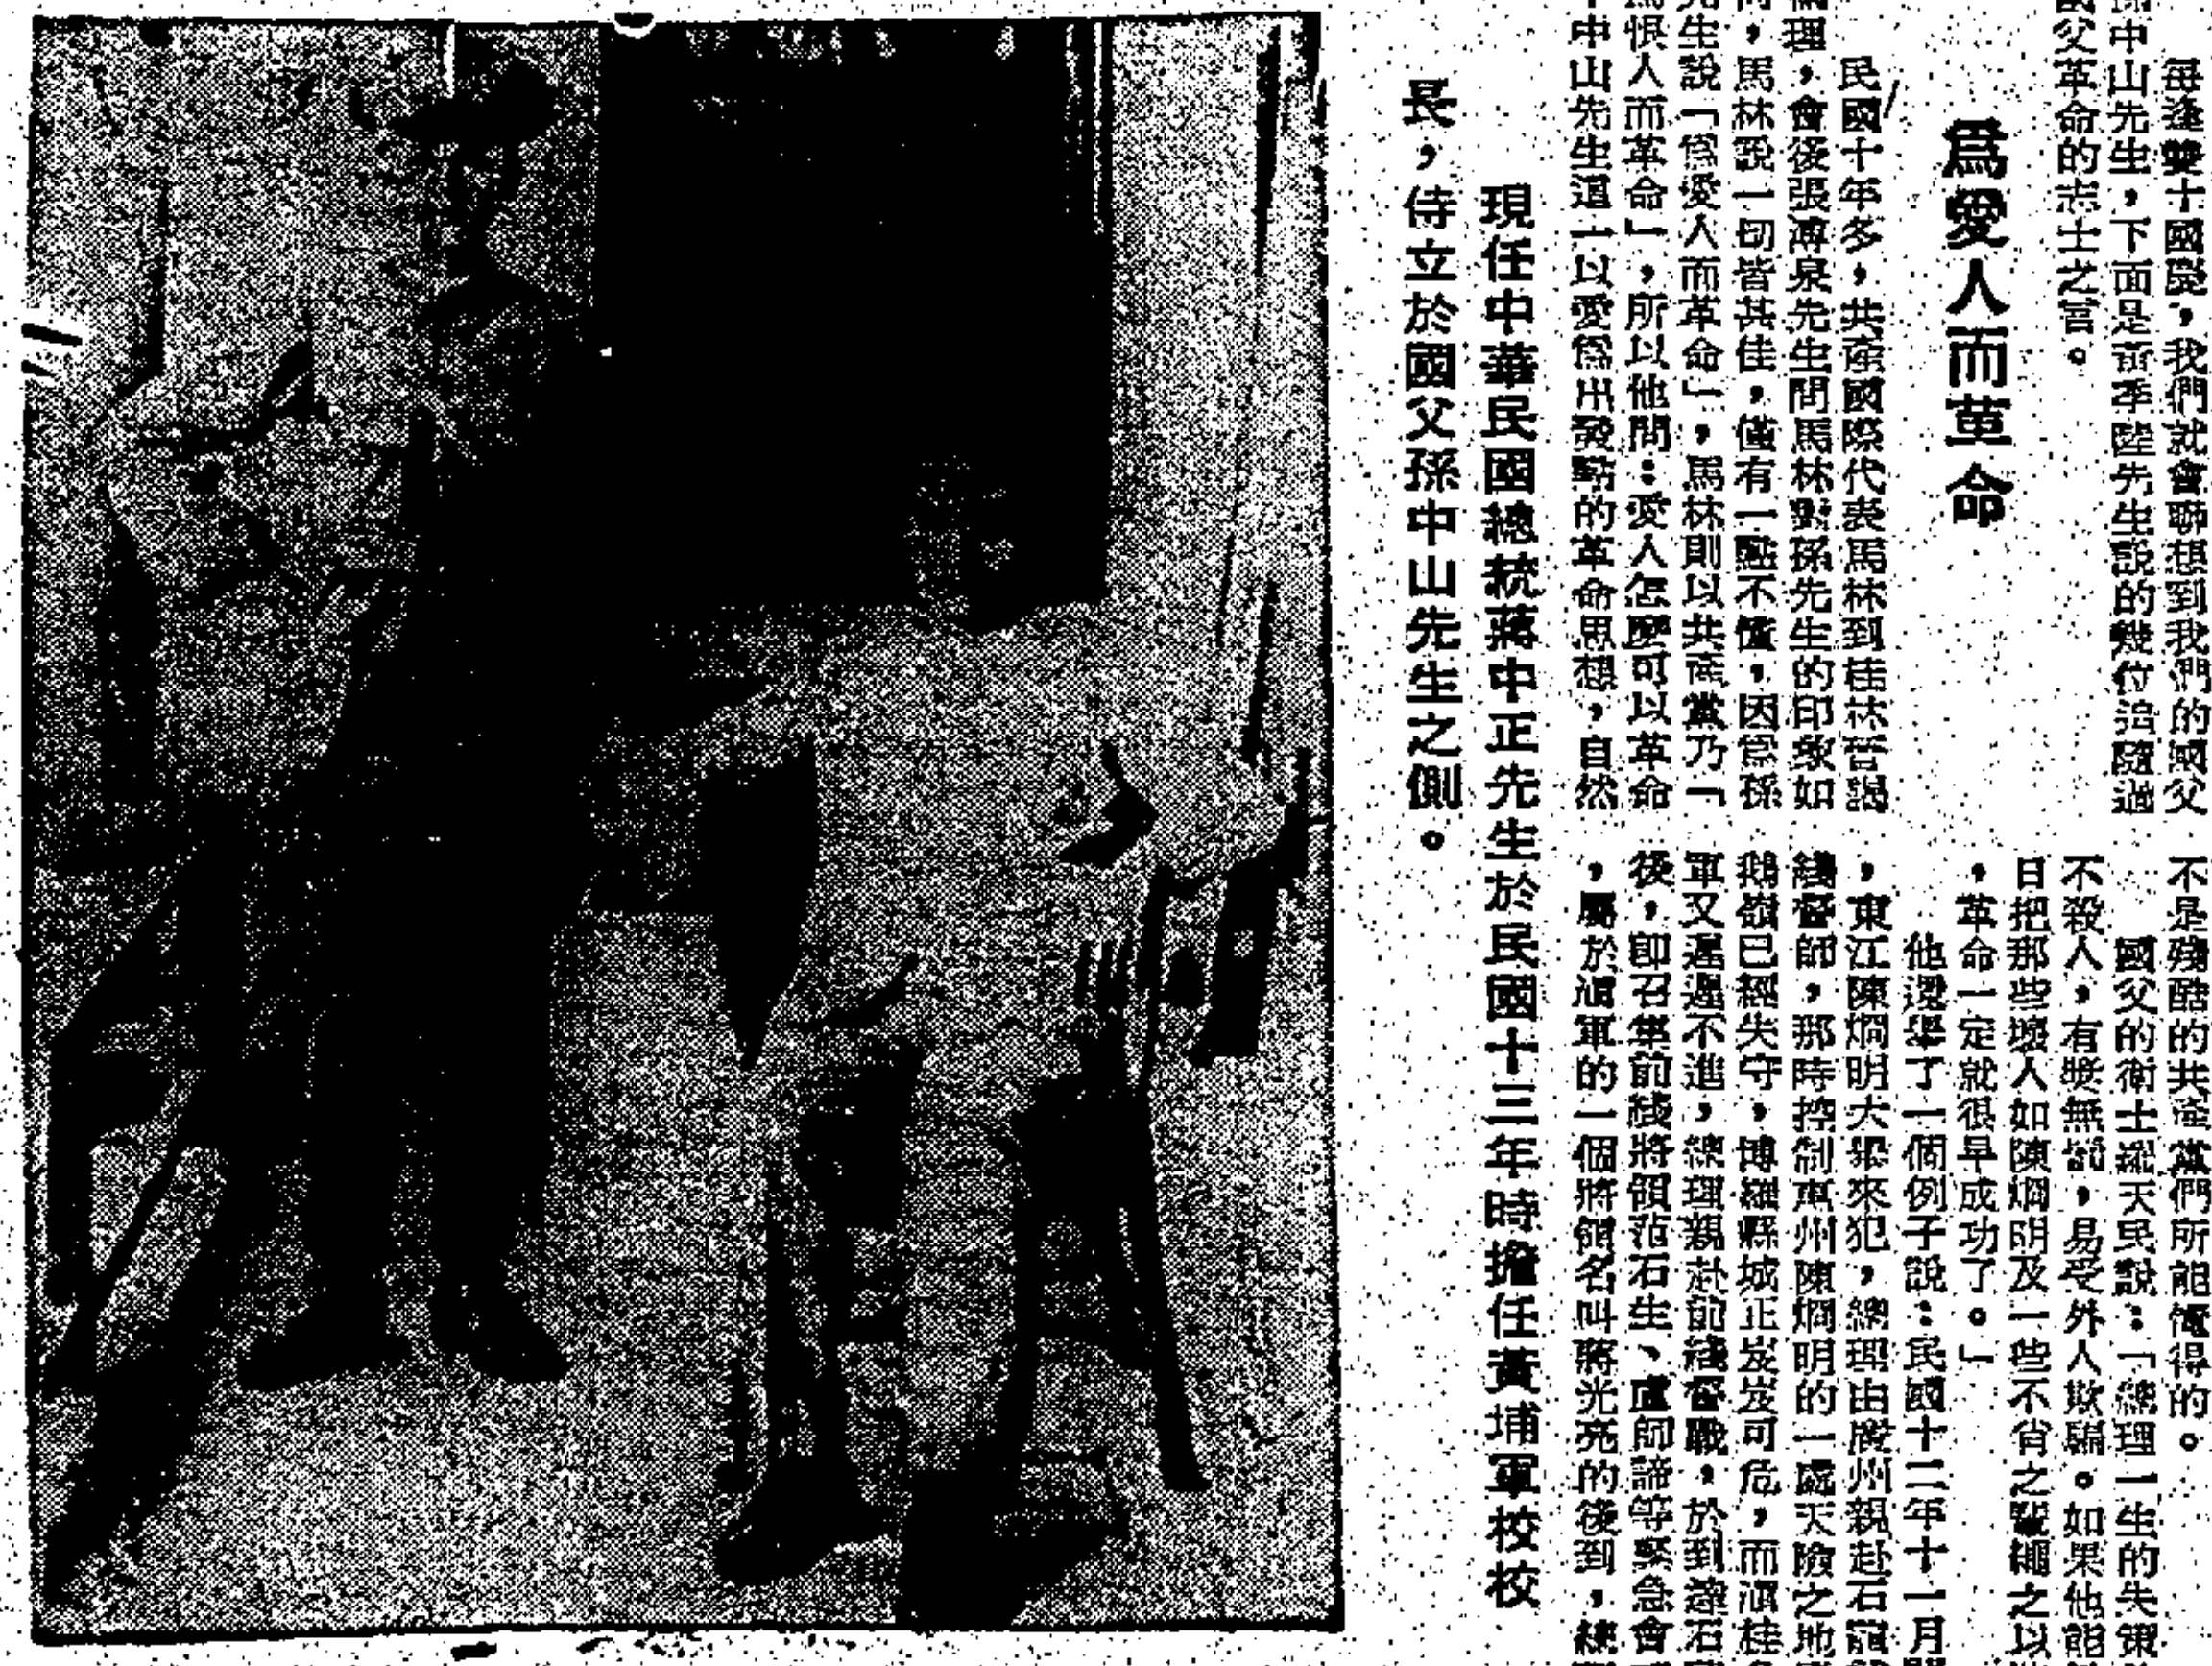 每逢雙十國慶，我們就會聯想到我們的國父
孫中山先生，下面是黃季陸先生說的幾位追隨過
國父革命的志士之言。
爲愛人而革命
民國十年多，共產國際代表馬林到桂林晉謁
總理，會後張溥泉先生問馬林對孫先生的印象如
何，馬林說一切皆甚佳，僅有一點不懂，因爲孫
先生說「爲愛人而革命」，馬林則以共產黨乃「
爲恨人而革命」，所以他問：愛人怎麼可以革命
中山先生這一以愛爲出發點的革命思想，自然
不是殘酷的共產黨們所能懂得的。
國父的衛士 天民說：「總理一生的失策
不殺人，有獎無罰，易受外人欺騙。如果他能
日把那些壞人如陳烱明及一些不肖之輩 之以
，革命一定就很早成功了。」
他還舉了一個例子說：民國十二年十一月間
，東江陳烱明大舉來犯，總理由廣州親赴石龍
綫督師，那時控制惠州陳烱明的一處天險之地
鵝嶺已經失守，博羅縣城正岌岌可危，而滇桂
軍又遲遲不進，總理親赴前綫督戰。於到達石
後，即召集前綫將領范石生、盧師諦等緊急會
，屬於滇軍的一個將領名叫蔣光亮的後到，總
現任中華民國總統蔣中正先生於民國十三年時擔任黃埔軍校校
長，侍立於國父孫中山先生之側。